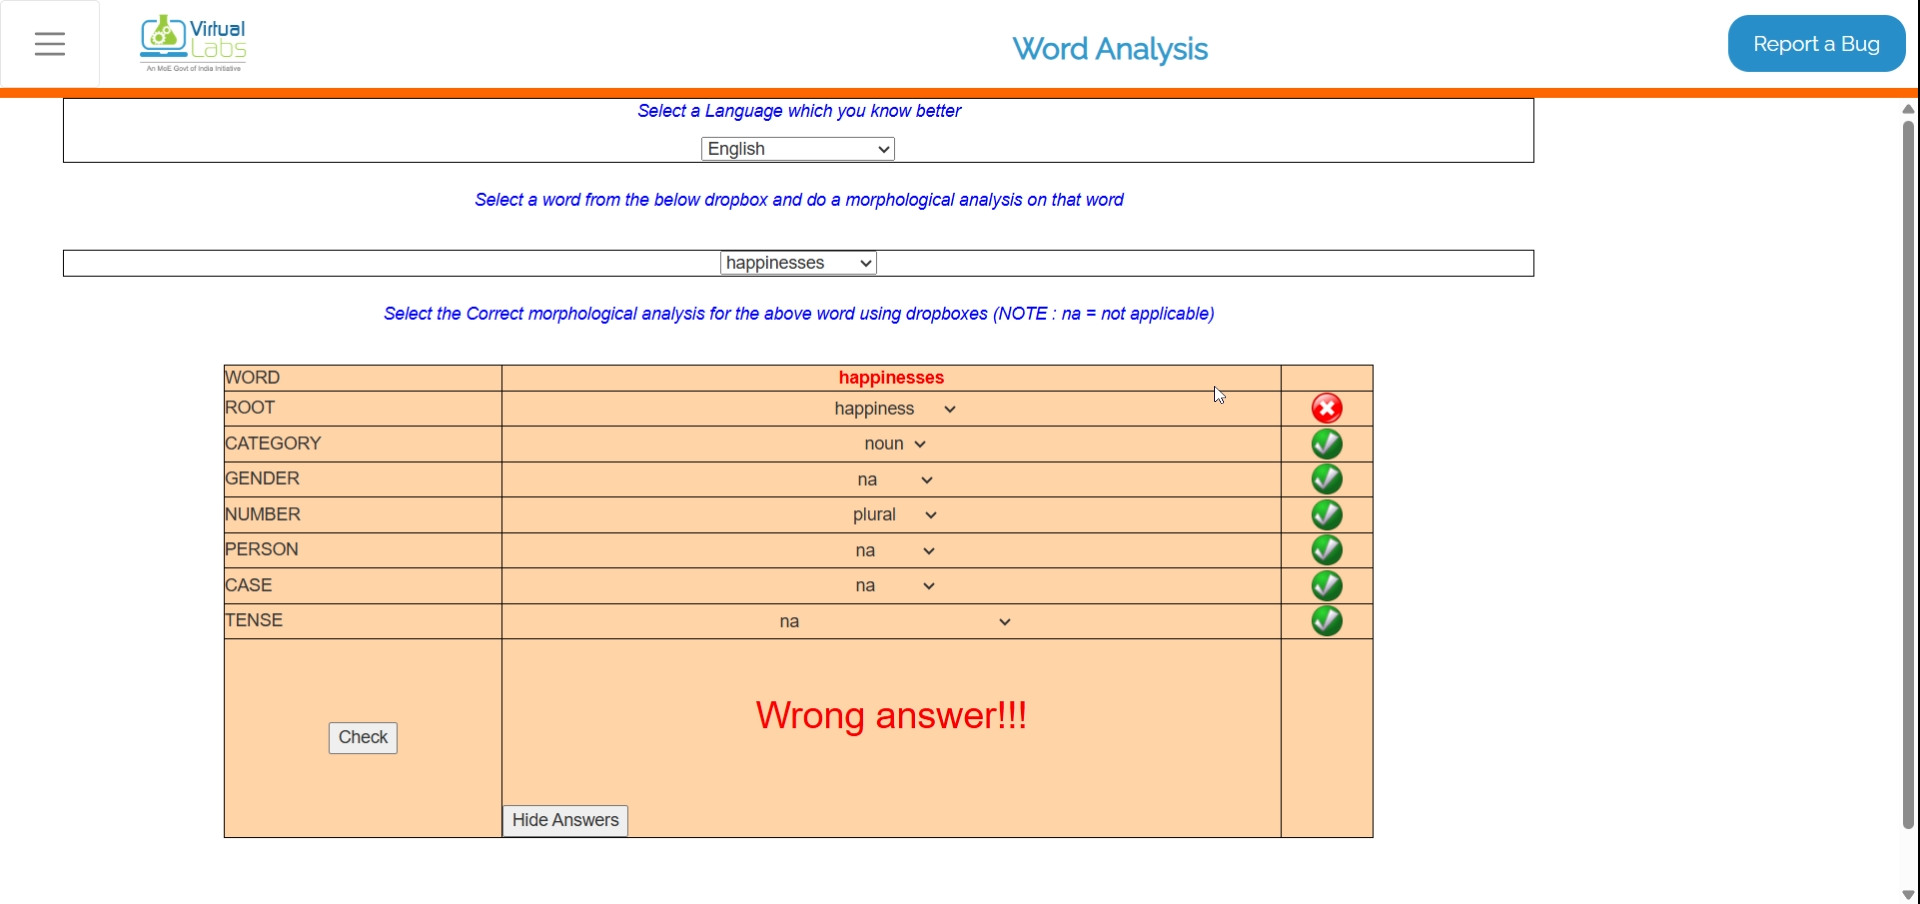 Virtual
Labs
An MoE Govt of India Initiative
Word Analysis
Report a Bug
Select a Language which you know better
English
Select a word from the below dropbox and do a morphological analysis on that word
happinesses
Select the Correct morphological analysis for the above word using dropboxes (NOTE : na = not applicable)
WORD happinesses
ROOT happiness
CATEGORY noun
GENDER na
NUMBER plural
PERSON na
CASE na
TENSE na
Wrong answer!!!
Check
Hide Answers